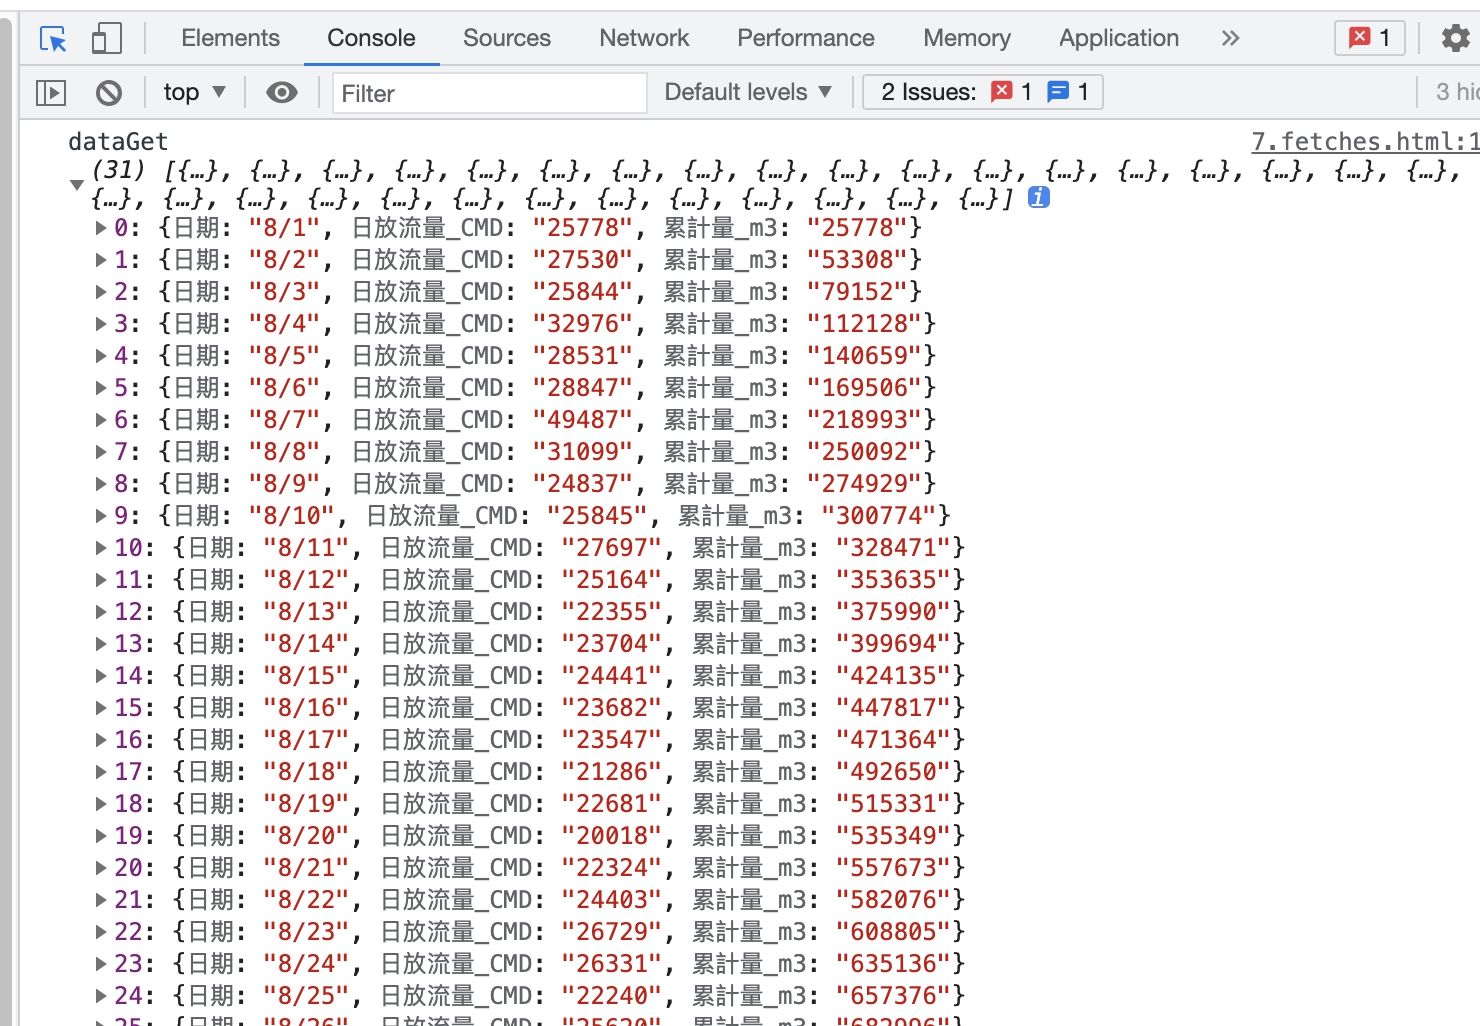 Elements Console Sources Network Performance Memory Application » 1
top ▼ Filter Default levels ▼ 2 Issues: 1 1 3 hid
dataGet 7.fetches.html:1
(31) [{…}, {…}, {…}, {…}, {…}, {…}, {…}, {…}, {…}, {…}, {…}, {…}, {…}, {…}, {…}, {…}, {…}, {…},
{…}, {…}, {…}, {…}, {…}, {…}, {…}, {…}, {…}, {…}, {…}, {…}, {…}] i
▶ 0: {日期: "8/1", 日放流量_CMD: "25778", 累計量_m3: "25778"}
▶ 1: {日期: "8/2", 日放流量_CMD: "27530", 累計量_m3: "53308"}
▶ 2: {日期: "8/3", 日放流量_CMD: "25844", 累計量_m3: "79152"}
▶ 3: {日期: "8/4", 日放流量_CMD: "32976", 累計量_m3: "112128"}
▶ 4: {日期: "8/5", 日放流量_CMD: "28531", 累計量_m3: "140659"}
▶ 5: {日期: "8/6", 日放流量_CMD: "28847", 累計量_m3: "169506"}
▶ 6: {日期: "8/7", 日放流量_CMD: "49487", 累計量_m3: "218993"}
▶ 7: {日期: "8/8", 日放流量_CMD: "31099", 累計量_m3: "250092"}
▶ 8: {日期: "8/9", 日放流量_CMD: "24837", 累計量_m3: "274929"}
▶ 9: {日期: "8/10", 日放流量_CMD: "25845", 累計量_m3: "300774"}
▶ 10: {日期: "8/11", 日放流量_CMD: "27697", 累計量_m3: "328471"}
▶ 11: {日期: "8/12", 日放流量_CMD: "25164", 累計量_m3: "353635"}
▶ 12: {日期: "8/13", 日放流量_CMD: "22355", 累計量_m3: "375990"}
▶ 13: {日期: "8/14", 日放流量_CMD: "23704", 累計量_m3: "399694"}
▶ 14: {日期: "8/15", 日放流量_CMD: "24441", 累計量_m3: "424135"}
▶ 15: {日期: "8/16", 日放流量_CMD: "23682", 累計量_m3: "447817"}
▶ 16: {日期: "8/17", 日放流量_CMD: "23547", 累計量_m3: "471364"}
▶ 17: {日期: "8/18", 日放流量_CMD: "21286", 累計量_m3: "492650"}
▶ 18: {日期: "8/19", 日放流量_CMD: "22681", 累計量_m3: "515331"}
▶ 19: {日期: "8/20", 日放流量_CMD: "20018", 累計量_m3: "535349"}
▶ 20: {日期: "8/21", 日放流量_CMD: "22324", 累計量_m3: "557673"}
▶ 21: {日期: "8/22", 日放流量_CMD: "24403", 累計量_m3: "582076"}
▶ 22: {日期: "8/23", 日放流量_CMD: "26729", 累計量_m3: "608805"}
▶ 23: {日期: "8/24", 日放流量_CMD: "26331", 累計量_m3: "635136"}
▶ 24: {日期: "8/25", 日放流量_CMD: "22240", 累計量_m3: "657376"}
▶ 25: {日期: "8/26", 日放流量_CMD: "25620", 累計量_m3: "682996"}